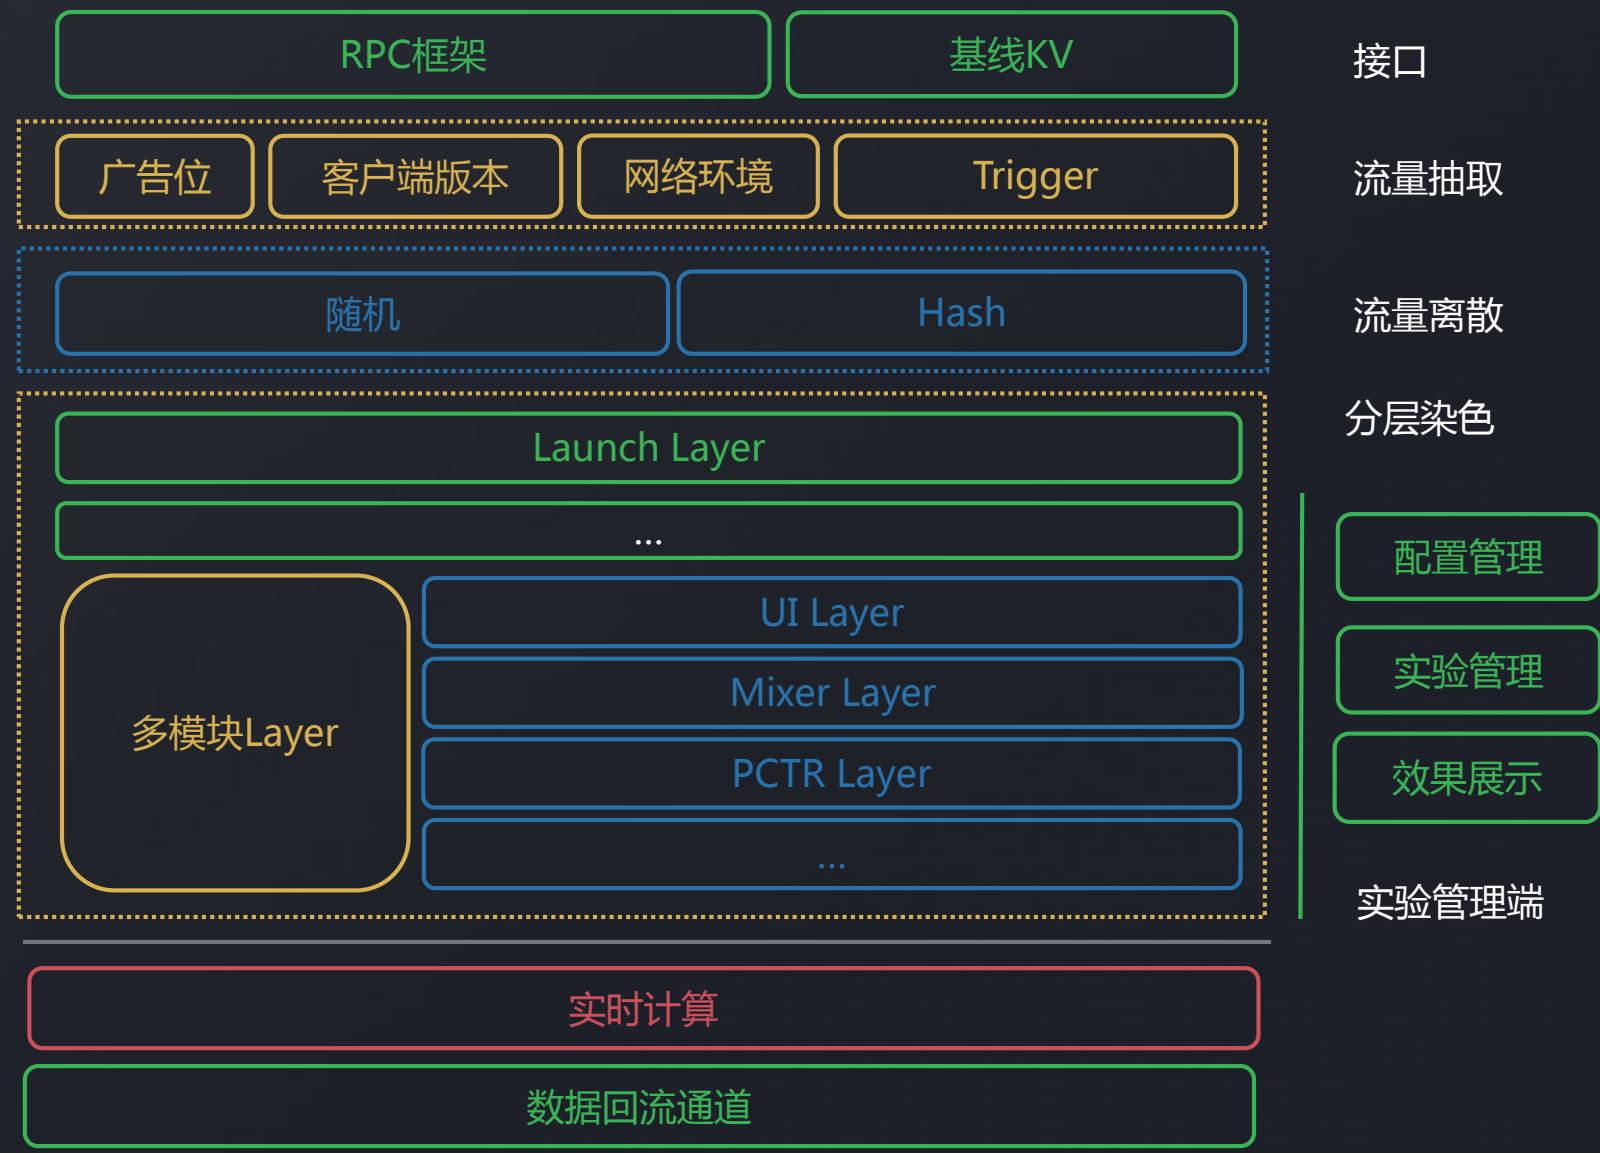 RPC框架
基线KV
接口
广告位
客户端版本
网络环境
Trigger
流量抽取
随机
Hash
流量离散
分层染色
Launch Layer
...
多模块Layer
UI Layer
Mixer Layer
PCTR Layer
...
配置管理
实验管理
效果展示
实验管理端
实时计算
数据回流通道